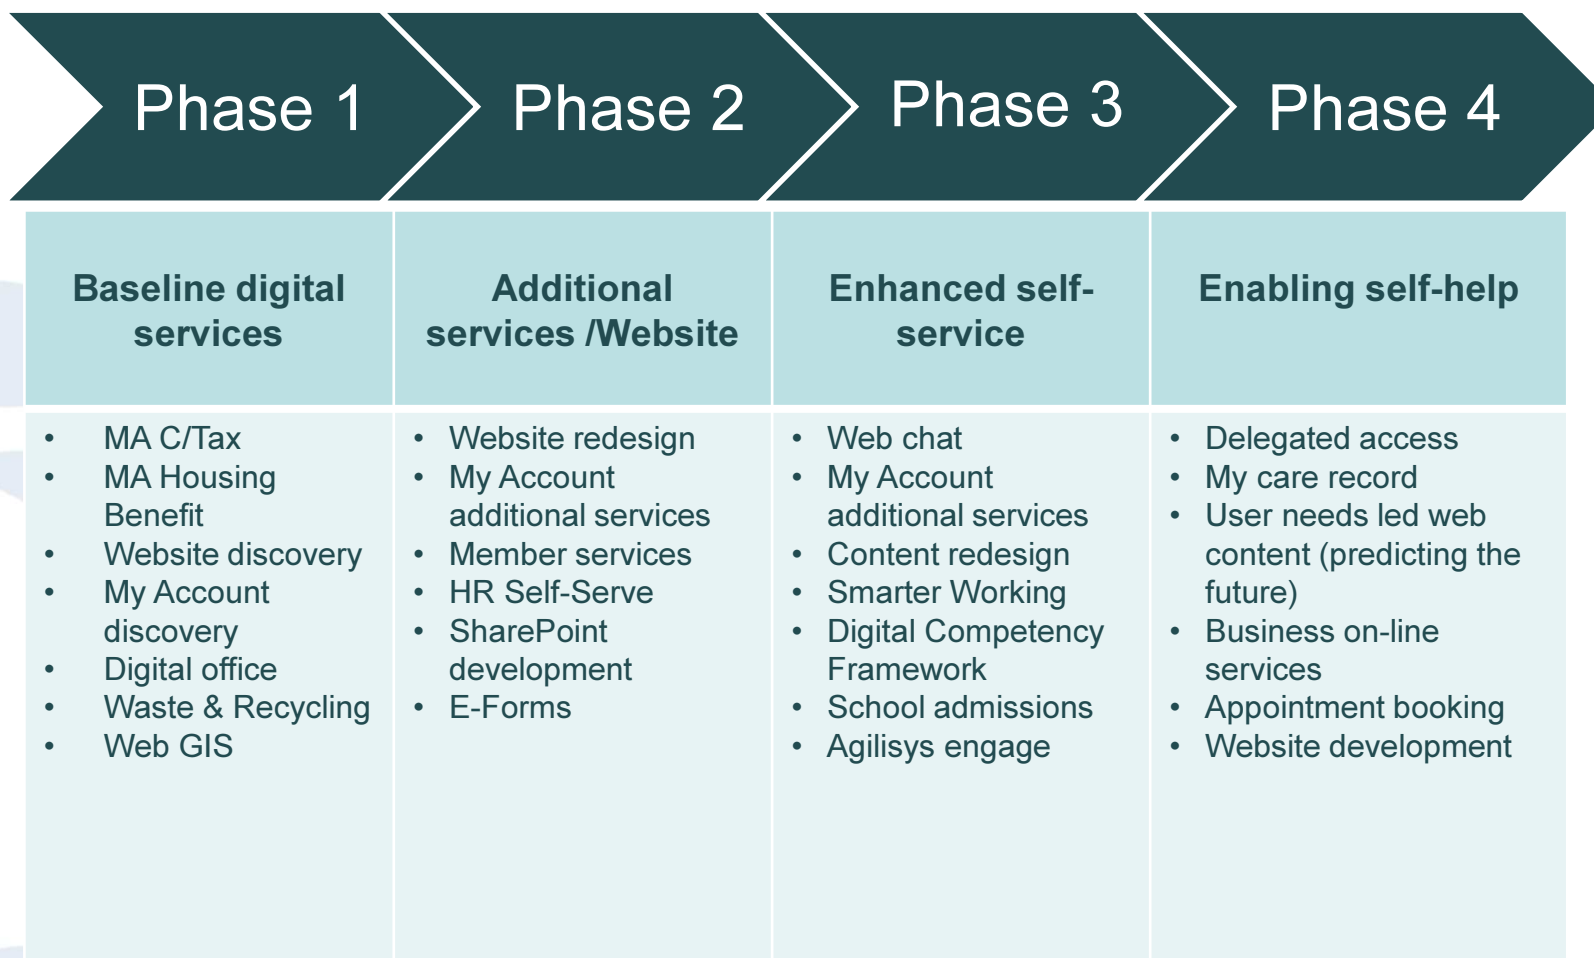 Phase 1
Phase 2
Phase 3
Phase 4
Baseline digital
services
Additional
services /Website
Enhanced self-
service
Enabling self-help
• MA C/Tax
• MA Housing
Benefit
• Website discovery
• My Account
discovery
• Digital office
• Waste & Recycling
• Web GIS
• Website redesign
• My Account
additional services
• Member services
• HR Self-Serve
• SharePoint
development
• E-Forms
• Web chat
• My Account
additional services
• Content redesign
• Smarter Working
• Digital Competency
Framework
• School admissions
• Agilisys engage
• Delegated access
• My care record
• User needs led web
content (predicting the
future)
• Business on-line
services
• Appointment booking
• Website development